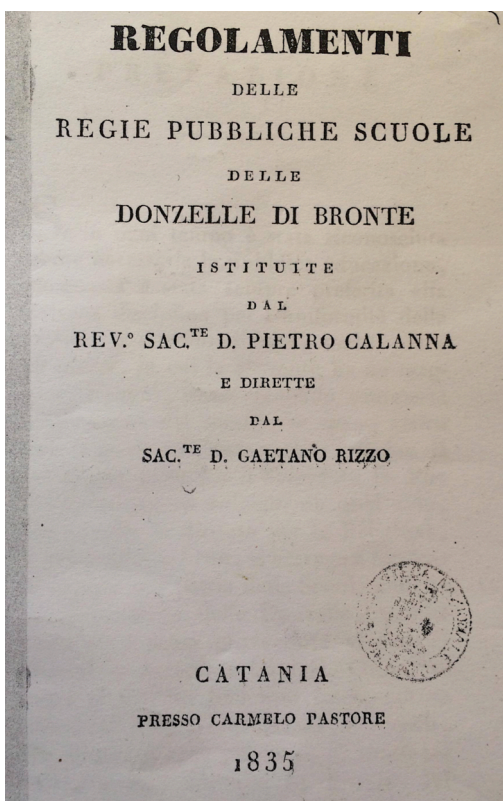 REGOLAMENTI
DELLE
REGIE PUBBLICHE SCUOLE
DELLE
DONZELLE DI BRONTE
ISTITUITE
DAL
REV.° SAC.TE D. PIETRO CALANNA
E DIRETTE
DAL
SAC.TE D. GAETANO RIZZO
CATANIA
PRESSO CARMELO PASTORE
1835